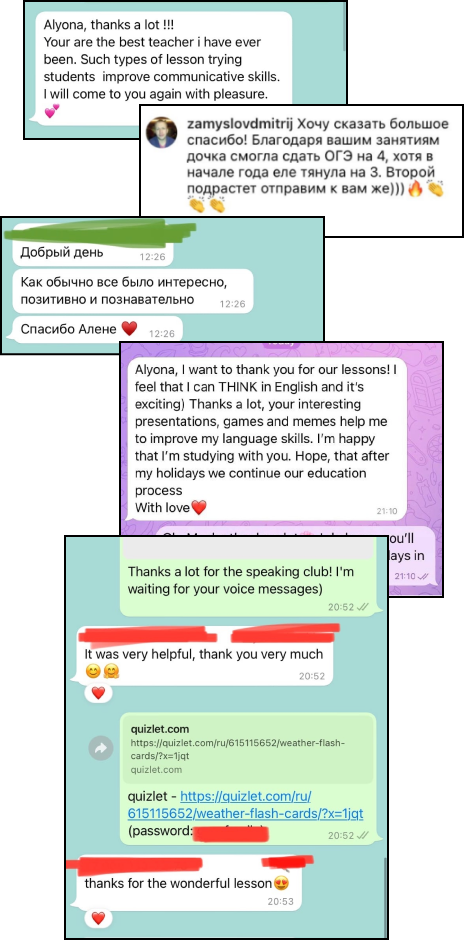 Alyona, thanks a lot !!!
Your are the best teacher i have ever
been. Such types of lesson trying
students improve communicative skills.
I will come to you again with pleasure.
💕
zamyslovdmitrij Хочу сказать большое
спасибо! Благодаря вашим занятиям
дочка смогла сдать ОГЭ на 4, хотя в
начале года еле тянула на 3. Второй
подрастет отправим к вам же))) 🔥 👏
👏 👏
Добрый день
12:26
Как обычно все было интересно,
позитивно и познавательно
12:26
Спасибо Алене ❤️
12:26
Alyona, I want to thank you for our lessons! I
feel that I can THINK in English and it's
exciting) Thanks a lot, your interesting
presentations, games and memes help me
to improve my language skills. I'm happy
that I'm studying with you. Hope, that after
my holidays we continue our education
process
With love❤️
21:10
you'll
days in
21:10
Thanks a lot for the speaking club! I'm
waiting for your voice messages)
20:52
It was very helpful, thank you very much
😊🤗
20:52
❤️
quizlet.com
https://quizlet.com/ru/615115652/weather-flash-
cards/?x=1jqt
quizlet.com
quizlet - https://quizlet.com/ru/
615115652/weather-flash-cards/?x=1jqt
(password:
20:52
thanks for the wonderful lesson😍
20:53
❤️